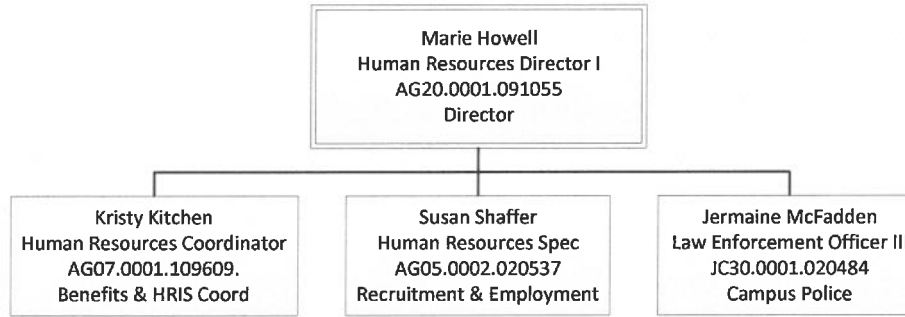 Marie Howell
Human Resources Director I
AG20.0001.091055
Director
Kristy Kitchen
Human Resources Coordinator
AG07.0001.109609.
Benefits & HRIS Coord
Susan Shaffer
Human Resources Spec
AG05.0002.020537
Recruitment & Employment
Jermaine McFadden
Law Enforcement Officer III
JC30.0001.020484
Campus Police